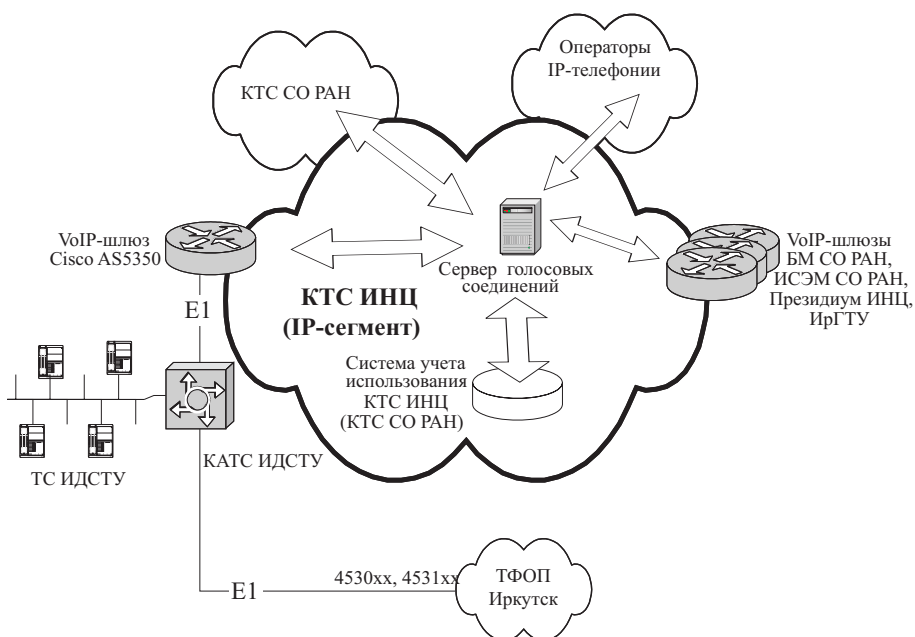 Операторы
IP-телефонии
КТС СО РАН
VoIP-шлюз
Cisco AS5350
Сервер голосовых
соединений
VoIP-шлюзы
БМ СО РАН,
ИСЭМ СО РАН,
Президиум ИНЦ,
ИрГТУ
E1
КТС ИНЦ
(IP-сегмент)
Система учета
использования
КТС ИНЦ
(КТС СО РАН)
ТС ИДСТУ
КАТС ИДСТУ
E1
4530xx, 4531xx
ТФОП
Иркутск